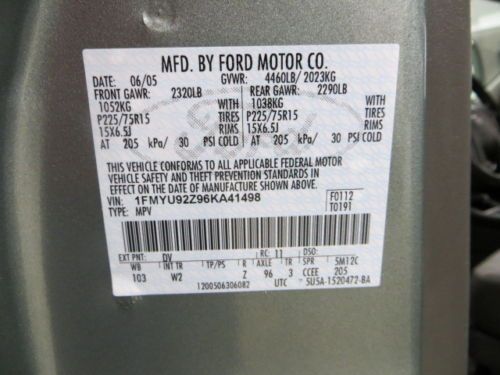 MFD. BY FORD MOTOR CO.
DATE: 06/05 GVWR: 4460LB/ 2023KG
FRONT GAWR: 2320LB REAR GAWR: 2290LB
1052KG 1038KG
P225/75R15 TIRES P225/75R15 TIRES
15X6.5J RIMS 15X6.5J RIMS
AT 205 kPa/ 30 PSI COLD AT 205 kPa/ 30 PSI COLD
THIS VEHICLE CONFORMS TO ALL APPLICABLE FEDERAL MOTOR
VEHICLE SAFETY AND THEFT PREVENTION STANDARDS IN EFFECT
ON THE DATE OF MANUFACTURE SHOWN ABOVE.
VIN: 1FMYU92Z96KA41498 F0112
TYPE: MPV T0191
EXT PNT: DV RC: 11 DSO:
WB INT TR TP/PS R AXLE TR SPR 5M12C
103 W2 Z 96 3 CCEE 205
1200506306082 UTC 5U5A-1520472-BA
Ford